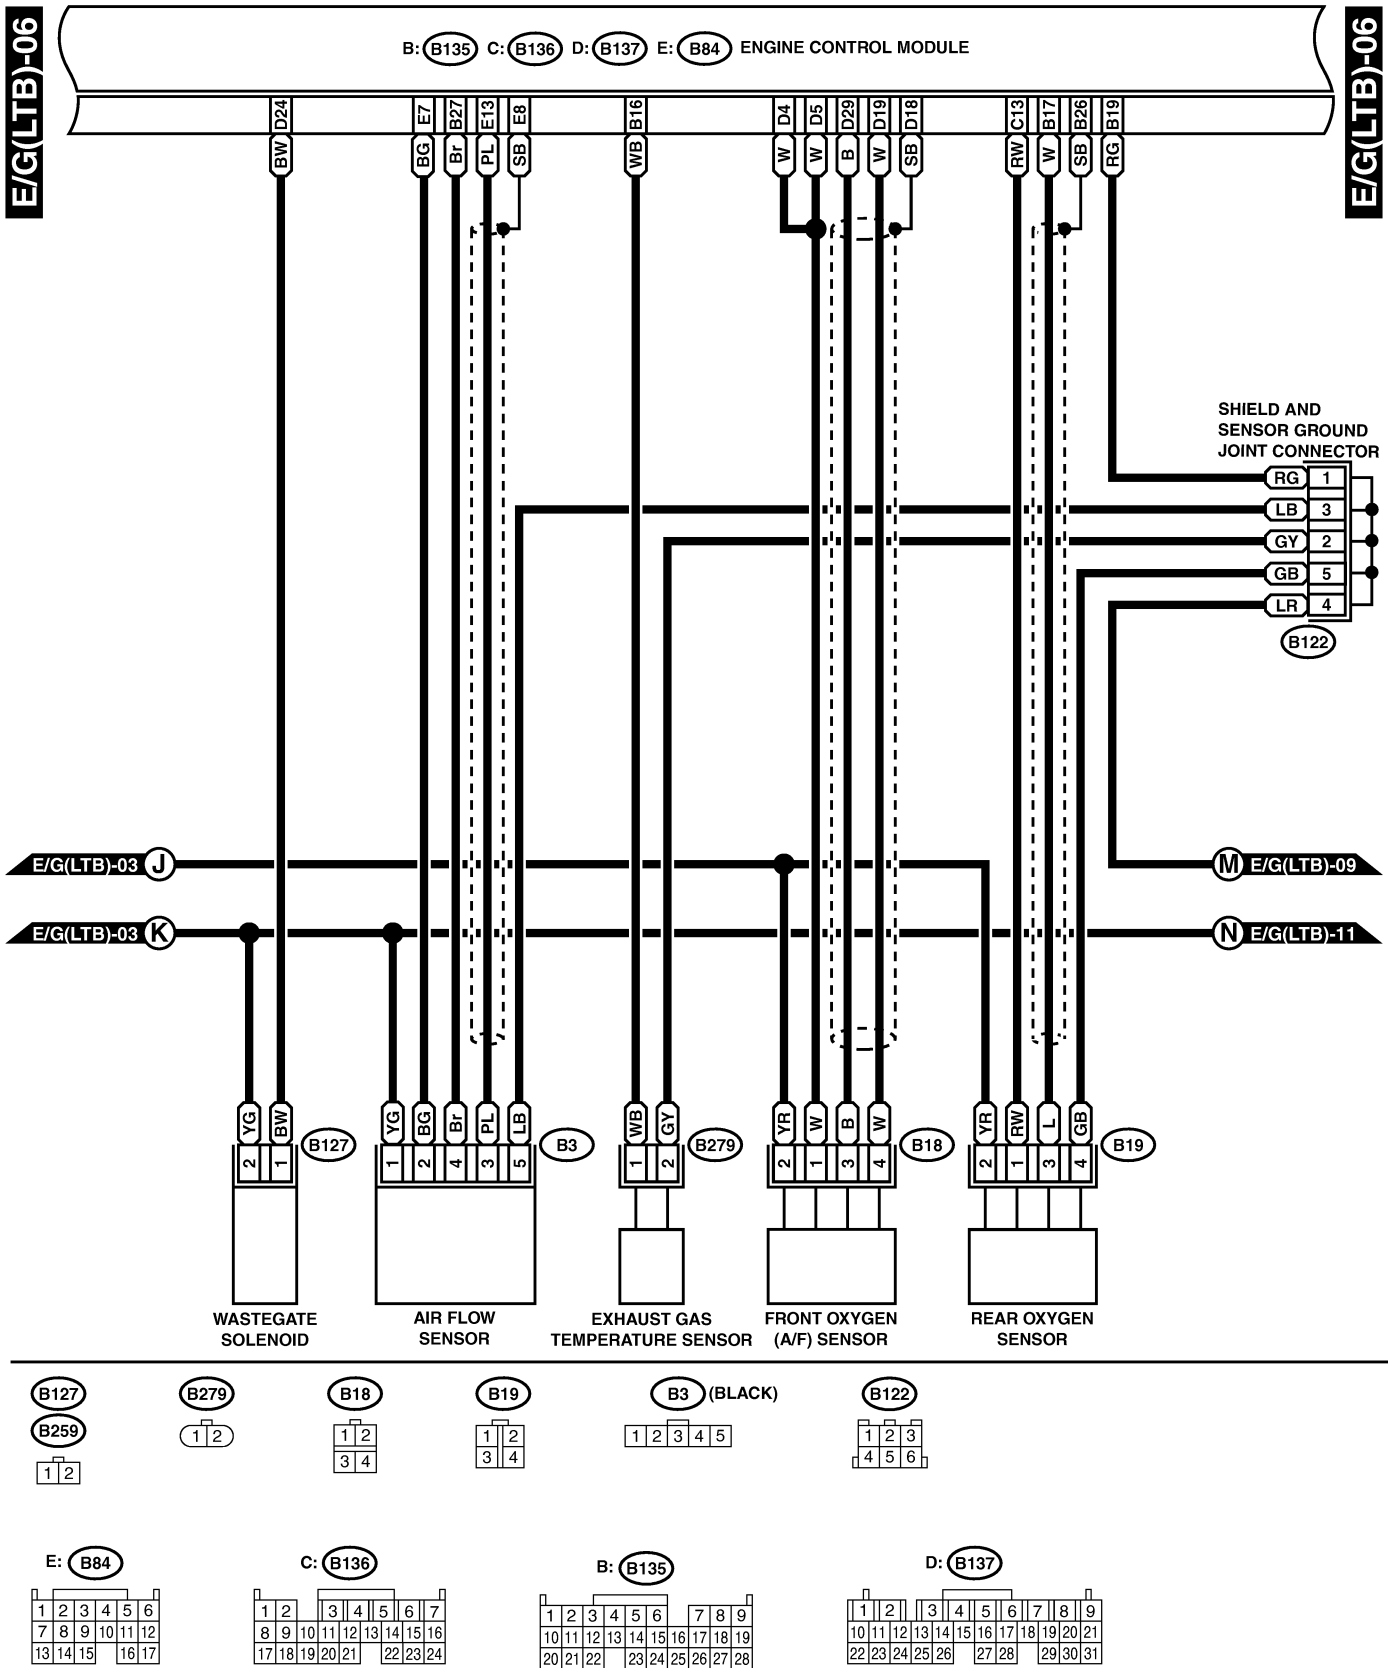 E/G(LTB)-06
E/G(LTB)-06
B: B135 C: B136 D: B137 E: B84 ENGINE CONTROL MODULE
D24 E7 B27 E13 E8 B16 D4 D5 D29 D19 D18 C13 B17 B26 B19
BW BG Br PL SB WB W W B W SB RW W SB RG
SHIELD AND
SENSOR GROUND
JOINT CONNECTOR
RG 1
LB 3
GY 2
GB 5
LR 4
B122
E/G(LTB)-03 J
M E/G(LTB)-09
E/G(LTB)-03 K
N E/G(LTB)-11
YG BW YG BG Br PL LB WB GY YR W B W YR RW L GB
2 1 B127 1 2 4 3 5 B3 1 2 B279 2 1 3 4 B18 2 1 3 4 B19
WASTEGATE
SOLENOID
AIR FLOW
SENSOR
EXHAUST GAS
TEMPERATURE SENSOR
FRONT OXYGEN
(A/F) SENSOR
REAR OXYGEN
SENSOR
B127 B279 B18 B19 B3 (BLACK) B122
B259
1 2
1 2
1 2
3 4
1 2
3 4
1 2 3 4 5
1 2 3
4 5 6
E: B84
1 2 3 4 5 6
7 8 9 10 11 12
13 14 15 16 17
C: B136
1 2 3 4 5 6 7
8 9 10 11 12 13 14 15 16
17 18 19 20 21 22 23 24
B: B135
1 2 3 4 5 6 7 8 9
10 11 12 13 14 15 16 17 18 19
20 21 22 23 24 25 26 27 28
D: B137
1 2 3 4 5 6 7 8 9
10 11 12 13 14 15 16 17 18 19 20 21
22 23 24 25 26 27 28 29 30 31